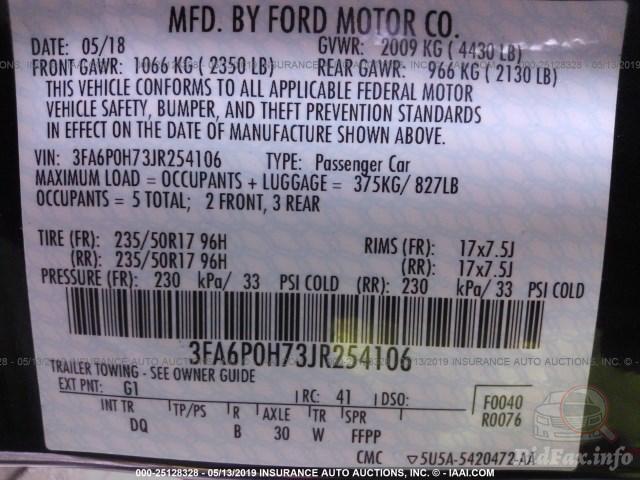 MFD. BY FORD MOTOR CO.
DATE: 05/18 GVWR: 2009 KG ( 4430 LB)
FRONT GAWR: 1066 KG ( 2350 LB) REAR GAWR: 966 KG ( 2130 LB)
THIS VEHICLE CONFORMS TO ALL APPLICABLE FEDERAL MOTOR
VEHICLE SAFETY, BUMPER, AND THEFT PREVENTION STANDARDS
IN EFFECT ON THE DATE OF MANUFACTURE SHOWN ABOVE.
VIN: 3FA6P0H73JR254106 TYPE: Passenger Car
MAXIMUM LOAD = OCCUPANTS + LUGGAGE = 375KG/ 827LB
OCCUPANTS = 5 TOTAL; 2 FRONT, 3 REAR
TIRE (FR): 235/50R17 96H RIMS (FR): 17x7.5J
(RR): 235/50R17 96H (RR): 17x7.5J
PRESSURE (FR): 230 kPa/ 33 PSI COLD (RR): 230 kPa/ 33 PSI COLD
3FA6P0H73JR254106
TRAILER TOWING - SEE OWNER GUIDE
EXT PNT: G1 RC: 41 DSO: F0040
R0076
INT TR TP/PS R AXLE TR SPR
DQ B 30 W FFPP
CMC ▽5U5A-5420472-AA
BidFax.info
000-25128328 - 05/13/2019 INSURANCE AUTO AUCTIONS, INC. - IAAI.COM